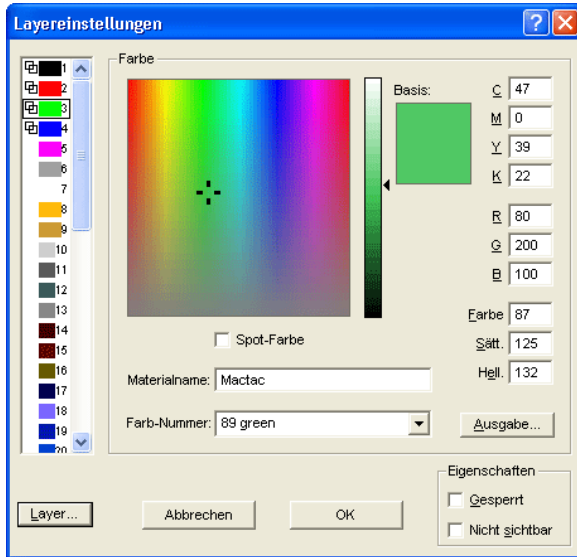 Layereinstellungen
1
2
3
4
5
6
7
8
9
10
11
12
13
14
15
16
17
18
19
20
Farbe
Basis:
C 47
M 0
Y 39
K 22
R 80
G 200
B 100
Farbe 87
Sätt. 125
Hell. 132
Spot-Farbe
Materialname: Mactac
Farb-Nummer: 89 green
Ausgabe...
Eigenschaften
Gesperrt
Nicht sichtbar
Layer...
Abbrechen
OK